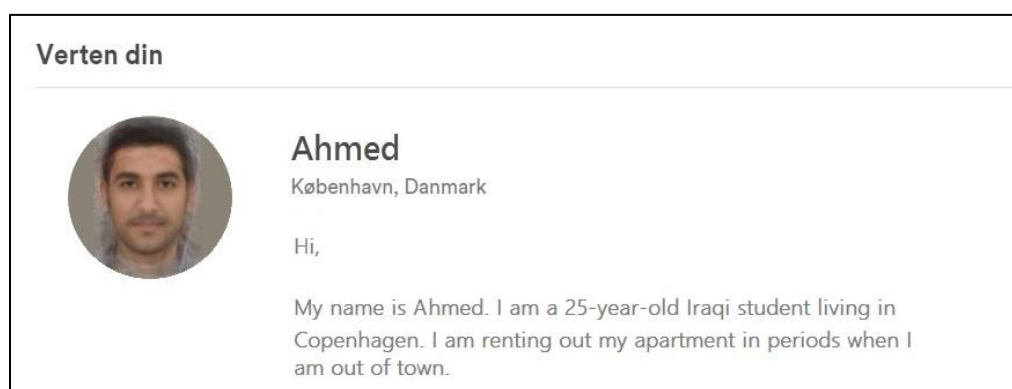 Verten din
Ahmed
København, Danmark
Hi,
My name is Ahmed. I am a 25-year-old Iraqi student living in
Copenhagen. I am renting out my apartment in periods when I
am out of town.